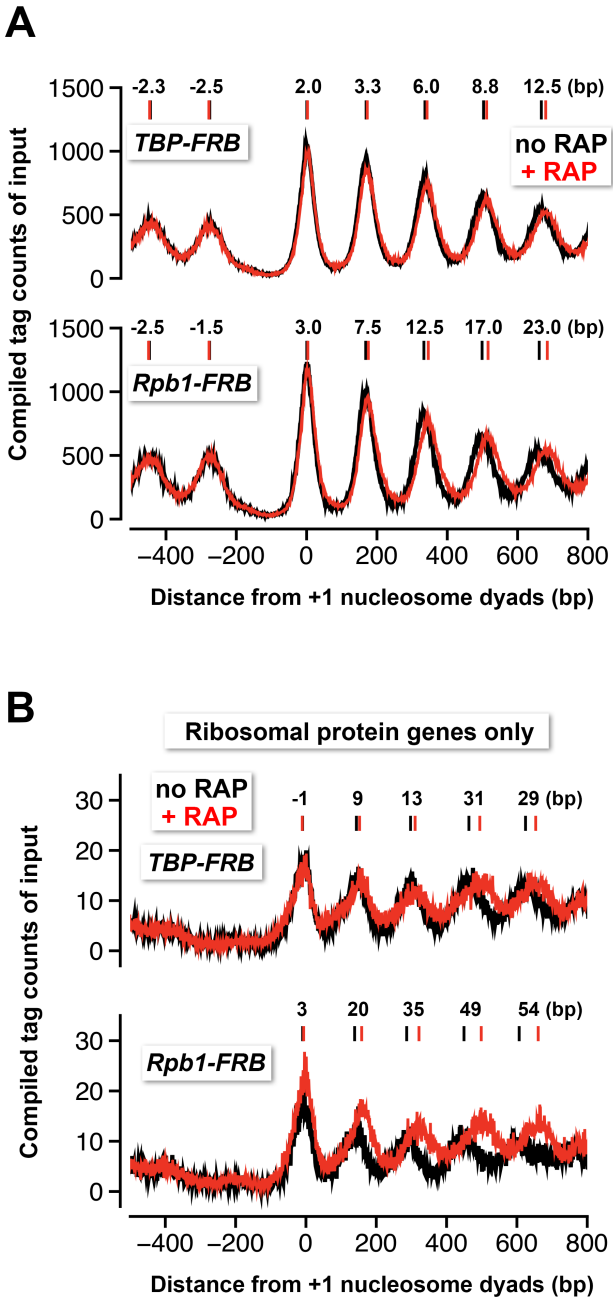 A
-2.3 -2.5 2.0 3.3 6.0 8.8 12.5 (bp)
1500
TBP-FRB
no RAP
+ RAP
1000
500
0
Compiled tag counts of input
-2.5 -1.5 3.0 7.5 12.5 17.0 23.0 (bp)
1500
Rpb1-FRB
1000
500
0
−400 −200 0 200 400 600 800
Distance from +1 nucleosome dyads (bp)
B
Ribosomal protein genes only
no RAP
+ RAP
-1 9 13 31 29 (bp)
30
TBP-FRB
20
10
0
Compiled tag counts of input
3 20 35 49 54 (bp)
30
Rpb1-FRB
20
10
0
−400 −200 0 200 400 600 800
Distance from +1 nucleosome dyads (bp)